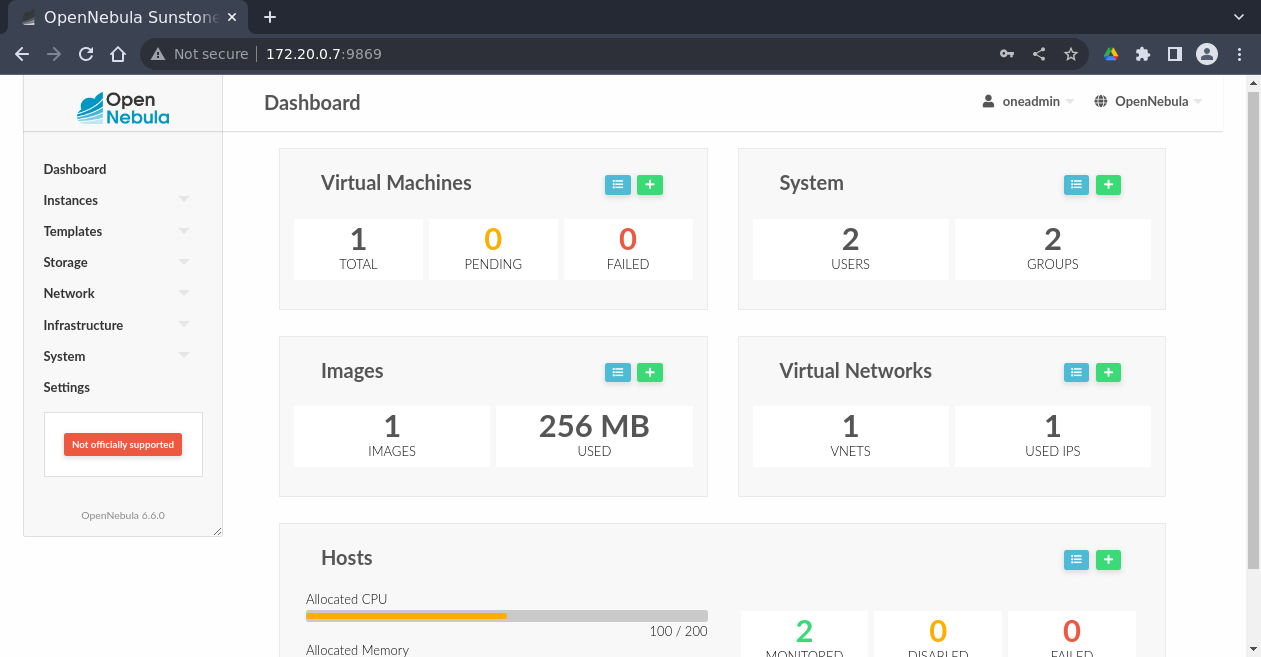 OpenNebula Sunstone
Not secure
172.20.0.7:9869
Open
Nebula
Dashboard
oneadmin
OpenNebula
Dashboard
Instances
Templates
Storage
Network
Infrastructure
System
Settings
Not officially supported
OpenNebula 6.6.0
Virtual Machines
1
TOTAL
0
PENDING
0
FAILED
System
2
USERS
2
GROUPS
Images
1
IMAGES
256 MB
USED
Virtual Networks
1
VNETS
1
USED IPS
Hosts
Allocated CPU
100 / 200
Allocated Memory
2
MONITORED
0
DISABLED
0
FAILED